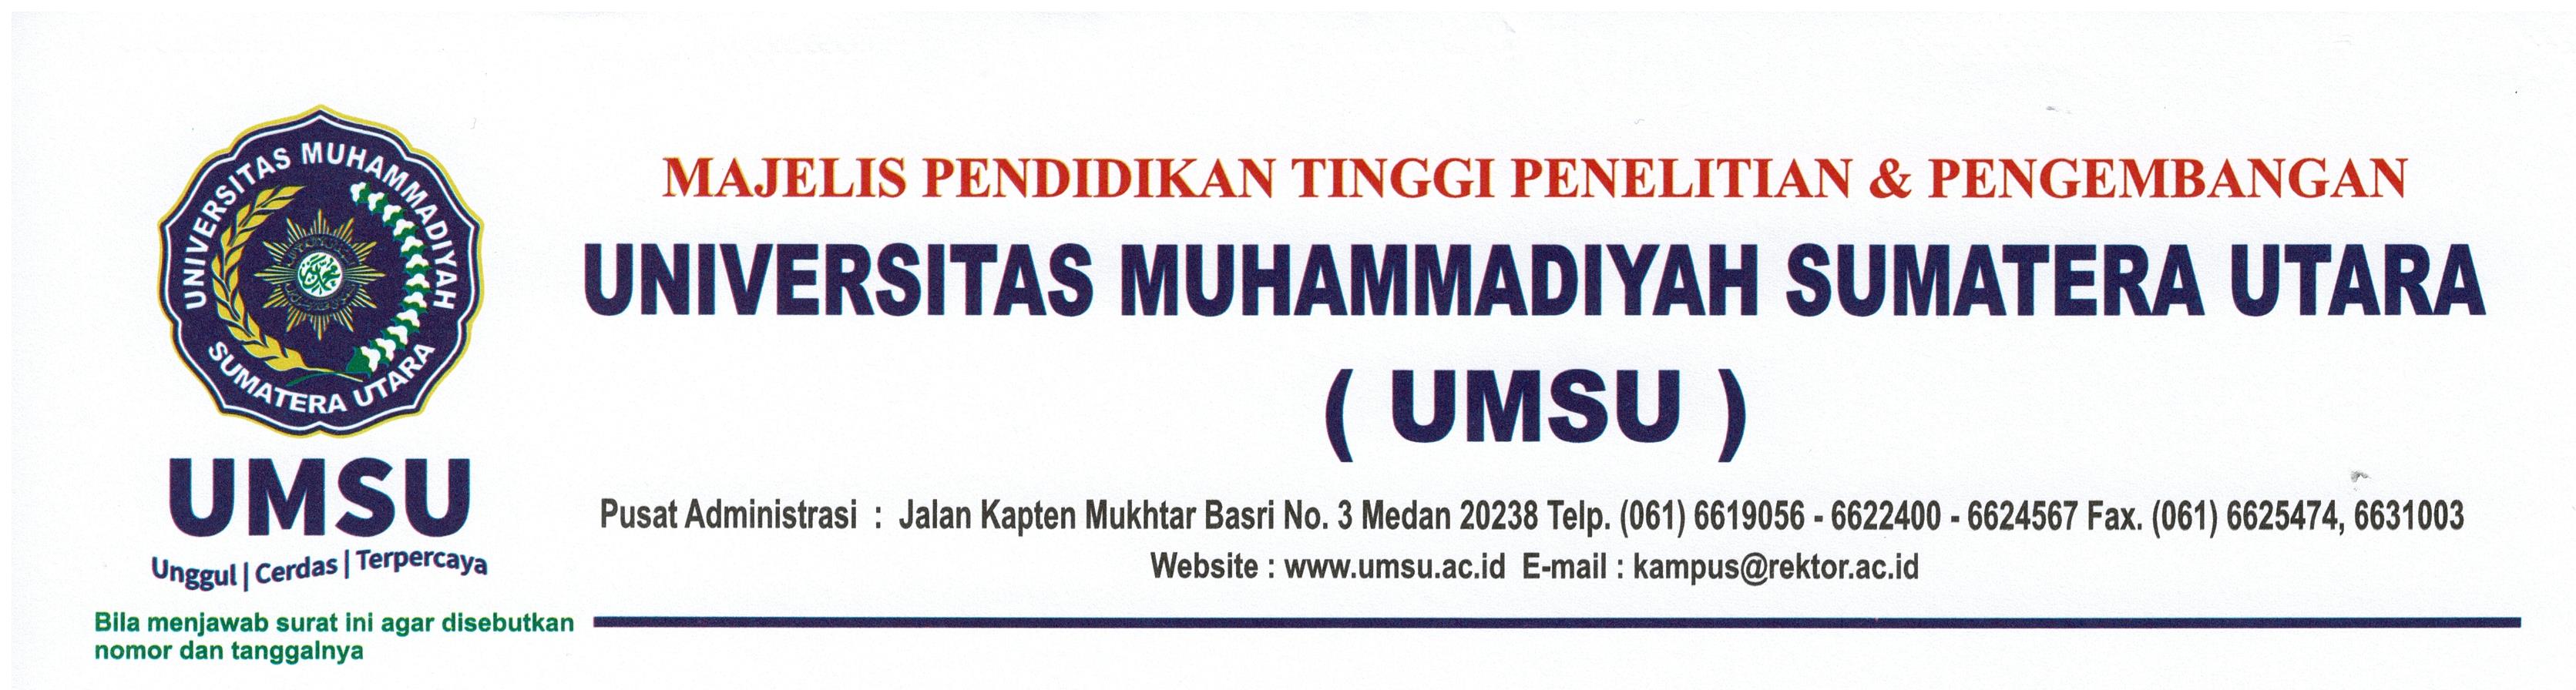 UNIVERSITAS MUHAMMADIYAH
SUMATERA UTARA
UMSU
Unggul | Cerdas | Terpercaya
Bila menjawab surat ini agar disebutkan
nomor dan tanggalnya
MAJELIS PENDIDIKAN TINGGI PENELITIAN & PENGEMBANGAN
UNIVERSITAS MUHAMMADIYAH SUMATERA UTARA
( UMSU )
Pusat Administrasi : Jalan Kapten Mukhtar Basri No. 3 Medan 20238 Telp. (061) 6619056 - 6622400 - 6624567 Fax. (061) 6625474, 6631003
Website : www.umsu.ac.id E-mail : kampus@rektor.ac.id